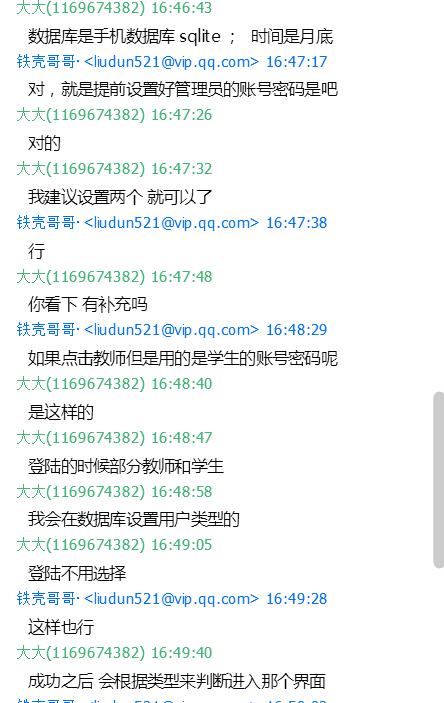 大大(1169674382) 16:46:43
数据库是手机数据库 sqlite ； 时间是月底
铁壳哥哥· <liudun521@vip.qq.com> 16:47:17
对，就是提前设置好管理员的账号密码是吧
大大(1169674382) 16:47:26
对的
大大(1169674382) 16:47:32
我建议设置两个 就可以了
铁壳哥哥· <liudun521@vip.qq.com> 16:47:38
行
大大(1169674382) 16:47:48
你看下 有补充吗
铁壳哥哥· <liudun521@vip.qq.com> 16:48:29
如果点击教师但是用的是学生的账号密码呢
大大(1169674382) 16:48:40
是这样的
大大(1169674382) 16:48:47
登陆的时候部分教师和学生
大大(1169674382) 16:48:58
我会在数据库设置用户类型的
大大(1169674382) 16:49:05
登陆不用选择
铁壳哥哥· <liudun521@vip.qq.com> 16:49:28
这样也行
大大(1169674382) 16:49:40
成功之后 会根据类型来判断进入那个界面